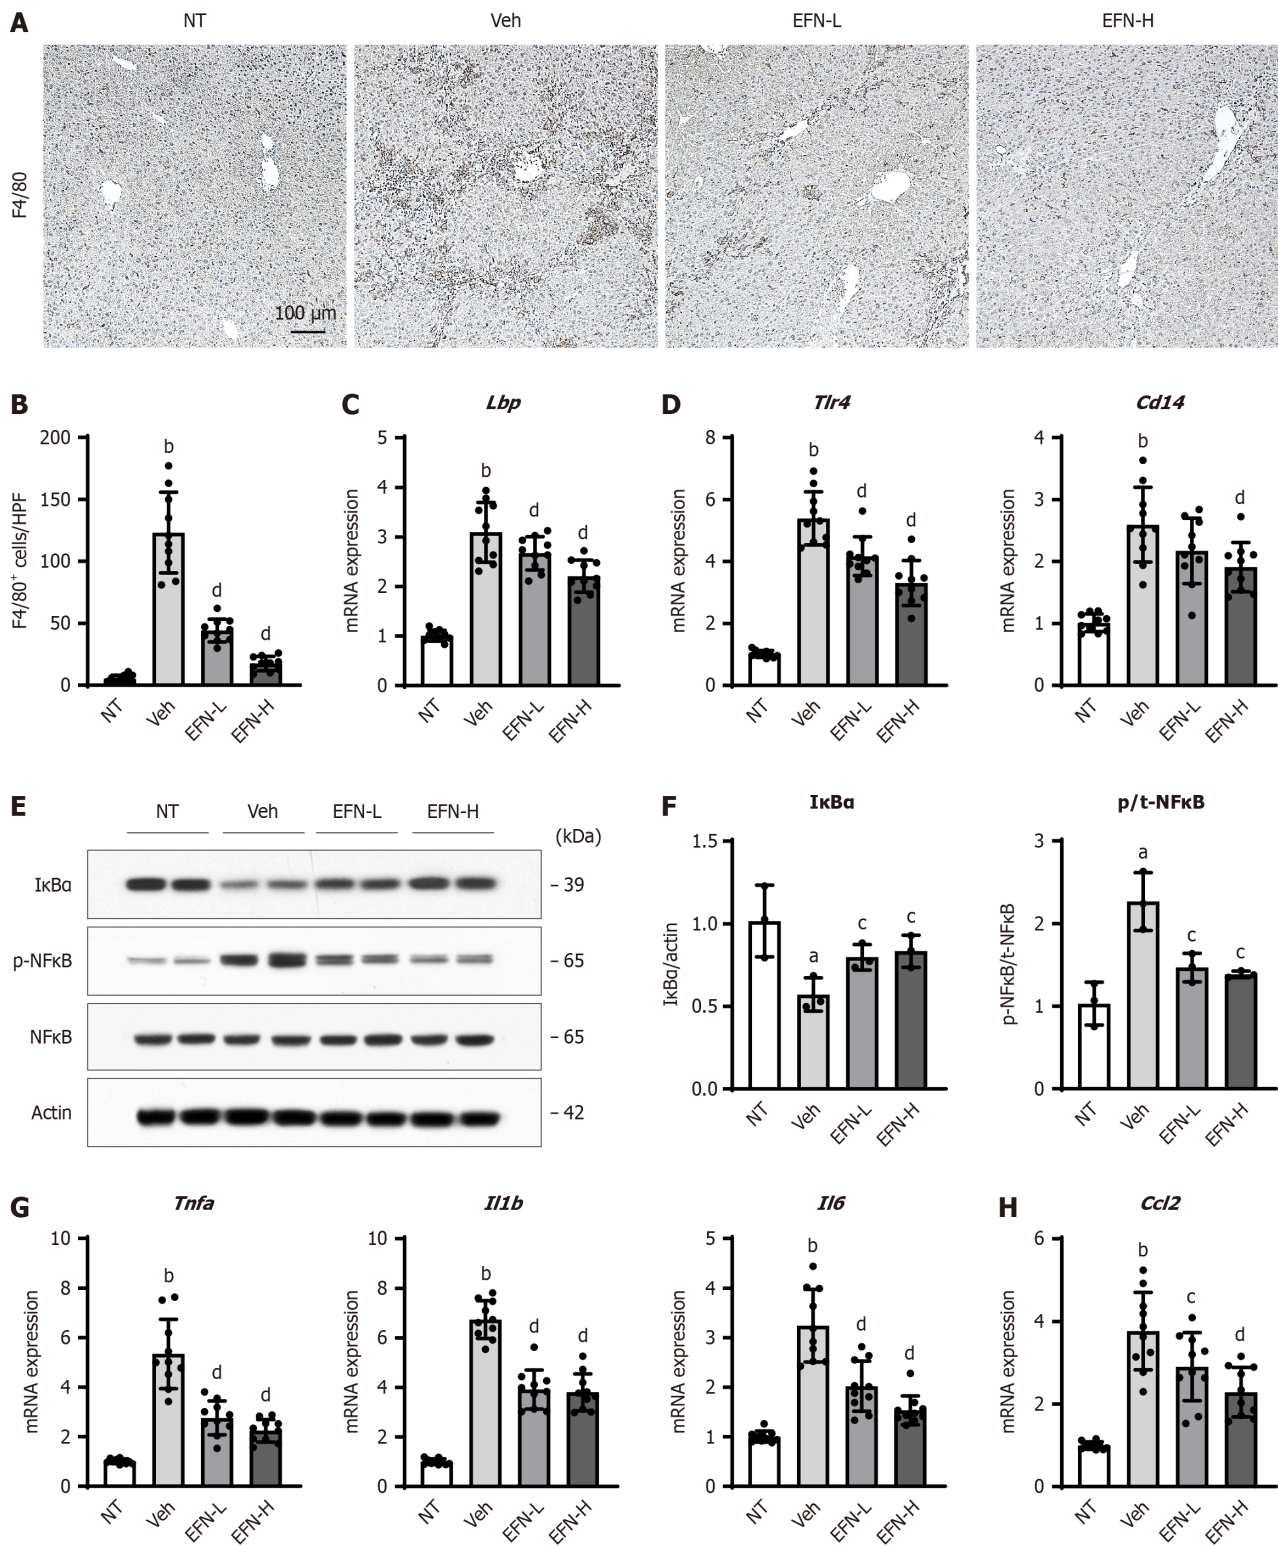 A
NT
Veh
EFN-L
EFN-H
F4/80
100 μm
B
F4/80+ cells/HPF
200
150
100
50
0
b
d
d
NT
Veh
EFN-L
EFN-H
C
Lbp
mRNA expression
5
4
3
2
1
0
b
d
d
NT
Veh
EFN-L
EFN-H
D
Tlr4
mRNA expression
8
6
4
2
0
b
d
d
NT
Veh
EFN-L
EFN-H
Cd14
mRNA expression
4
3
2
1
0
b
d
NT
Veh
EFN-L
EFN-H
E
NT
Veh
EFN-L
EFN-H
(kDa)
IκBα
– 39
p-NFκB
– 65
NFκB
– 65
Actin
– 42
F
IκBα
IκBα/actin
1.5
1.0
0.5
0.0
a
c
c
NT
Veh
EFN-L
EFN-H
p/t-NFκB
p-NFκB/t-NFκB
3
2
1
0
a
c
c
NT
Veh
EFN-L
EFN-H
G
Tnfa
mRNA expression
10
8
6
4
2
0
b
d
d
NT
Veh
EFN-L
EFN-H
Il1b
mRNA expression
10
8
6
4
2
0
b
d
d
NT
Veh
EFN-L
EFN-H
Il6
mRNA expression
5
4
3
2
1
0
b
d
d
NT
Veh
EFN-L
EFN-H
H
Ccl2
mRNA expression
6
4
2
0
b
c
d
NT
Veh
EFN-L
EFN-H